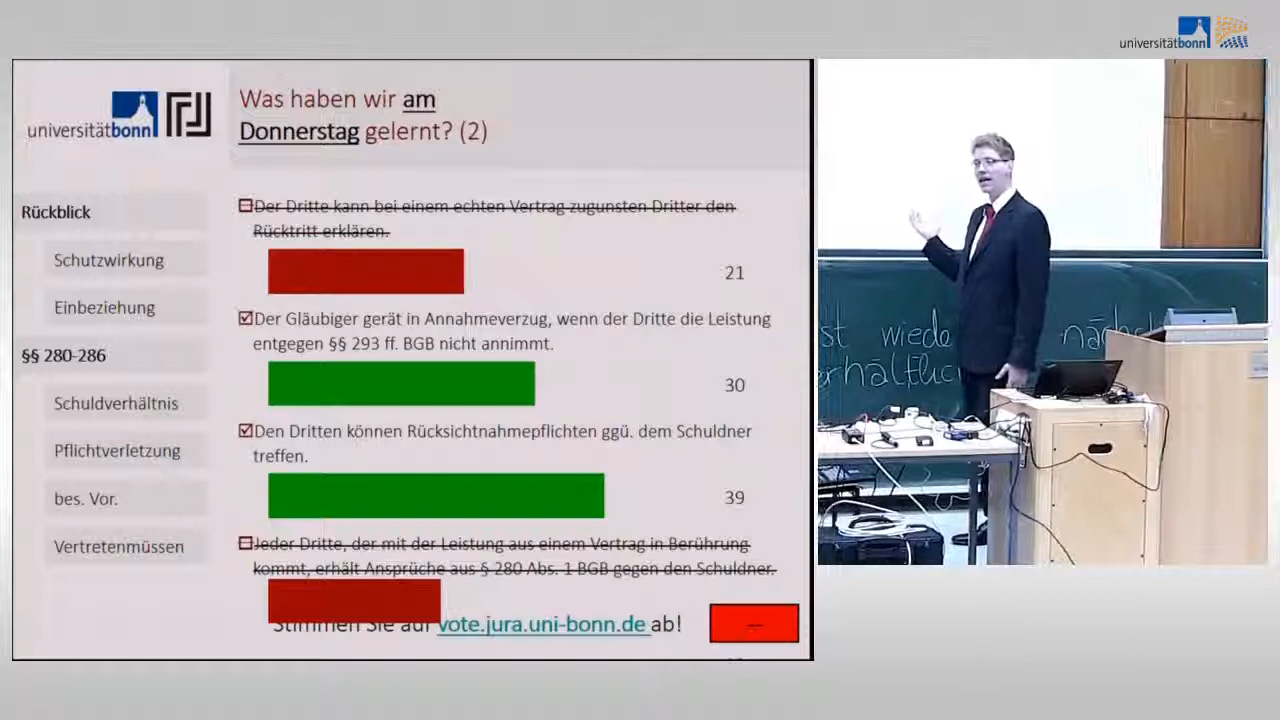 universitätbonn
universitätbonn
Was haben wir am
Donnerstag gelernt? (2)
Rückblick
Schutzwirkung
Einbeziehung
§§ 280-286
Schuldverhältnis
Pflichtverletzung
bes. Vor.
Vertretenmüssen
Der Dritte kann bei einem echten Vertrag zugunsten Dritter den
Rücktritt erklären.
21
Der Gläubiger gerät in Annahmeverzug, wenn der Dritte die Leistung
entgegen §§ 293 ff. BGB nicht annimmt.
30
Den Dritten können Rücksichtnahmepflichten ggü. dem Schuldner
treffen.
39
Jeder Dritte, der mit der Leistung aus einem Vertrag in Berührung
kommt, erhält Ansprüche aus § 280 Abs. 1 BGB gegen den Schuldner.
Stimmen Sie auf vote.jura.uni-bonn.de ab!
st wiede nächst
erhältlic